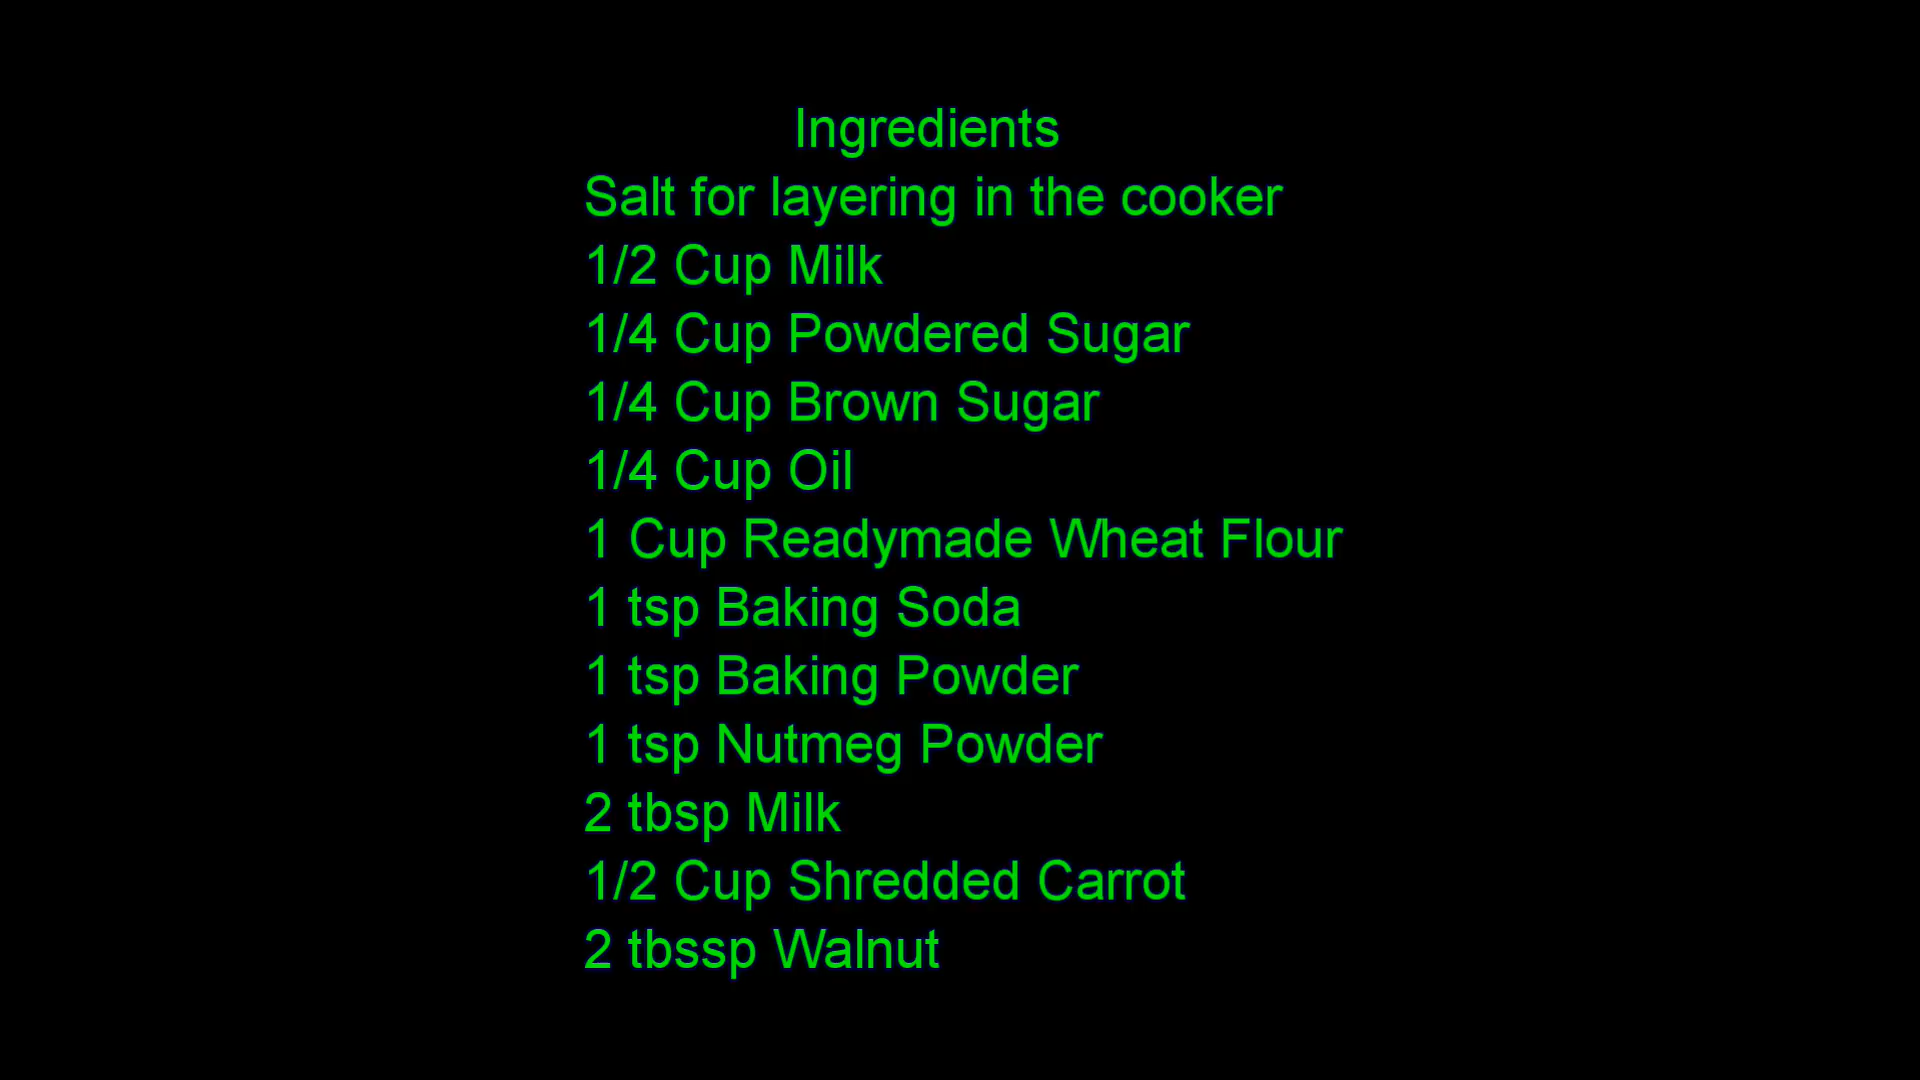 Ingredients
Salt for layering in the cooker
1/2 Cup Milk
1/4 Cup Powdered Sugar
1/4 Cup Brown Sugar
1/4 Cup Oil
1 Cup Readymade Wheat Flour
1 tsp Baking Soda
1 tsp Baking Powder
1 tsp Nutmeg Powder
2 tbsp Milk
1/2 Cup Shredded Carrot
2 tbssp Walnut